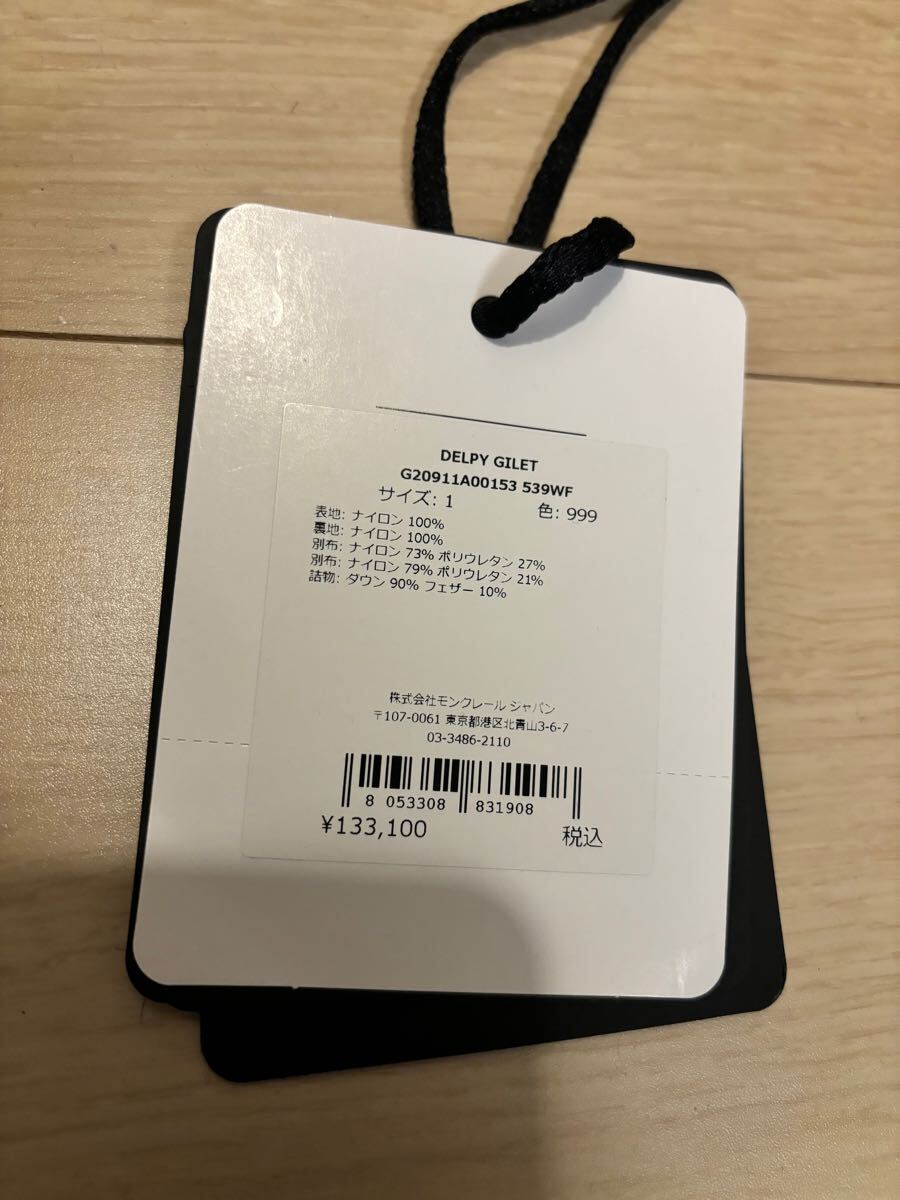 DELPY GILET
G20911A00153 539WF
サイズ: 1 色: 999
表地: ナイロン 100%
裏地: ナイロン 100%
別布: ナイロン 73% ポリウレタン 27%
別布: ナイロン 79% ポリウレタン 21%
詰物: ダウン 90% フェザー 10%
株式会社モンクレール ジャパン
〒107-0061 東京都港区北青山3-6-7
03-3486-2110
8 053308 831908
¥133,100 税込